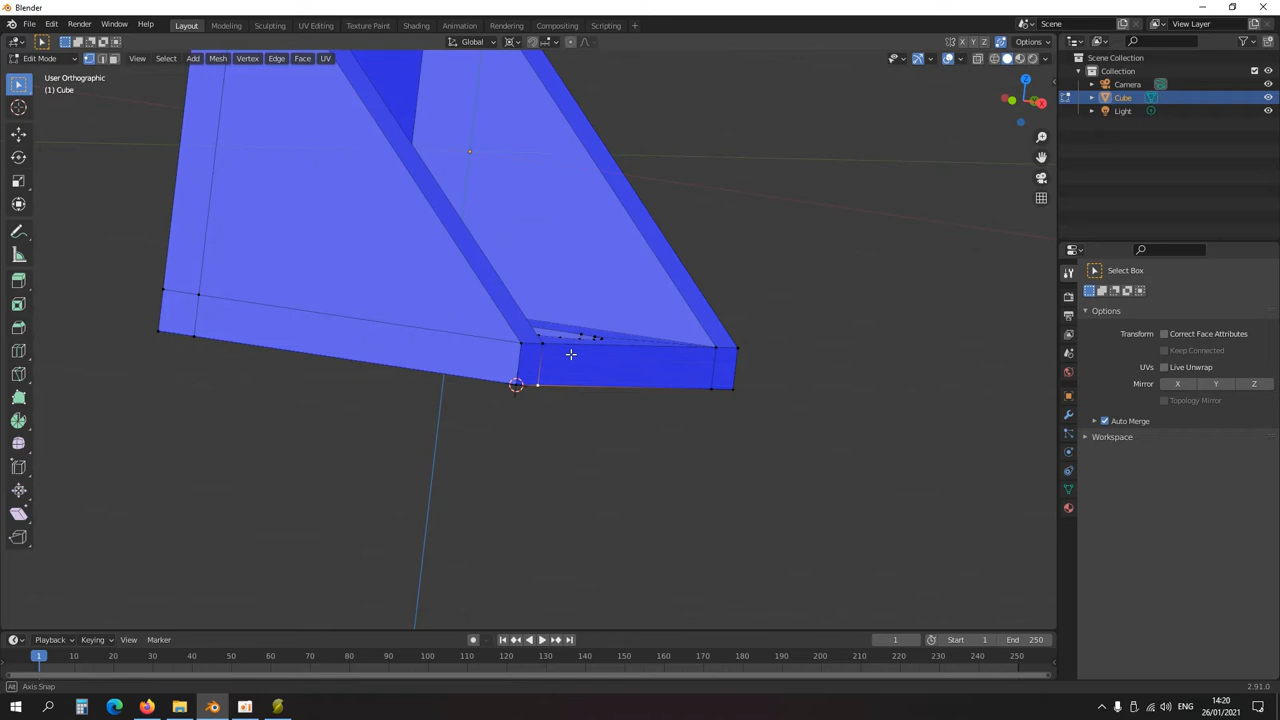 Blender
File Edit Render Window Help Layout Modeling Sculpting UV Editing Texture Paint Shading Animation Rendering Compositing Scripting + Scene View Layer
Global X Y Z Options
Edit Mode View Select Add Mesh Vertex Edge Face UV
User Orthographic
(1) Cube
Scene Collection
Collection
Camera
Cube
Light
Z
X
Select Box
Options
Transform Correct Face Attributes
Keep Connected
UVs Live Unwrap
Mirror X Y Z
Topology Mirror
Auto Merge
Workspace
Playback Keying View Marker 1 Start 1 End 250
1 10 20 30 40 50 60 70 80 90 100 110 120 130 140 150 160 170 180 190 200 210 220 230 240 250
Alt Axis Snap 2.91.0
ENG 14:20
26/01/2021